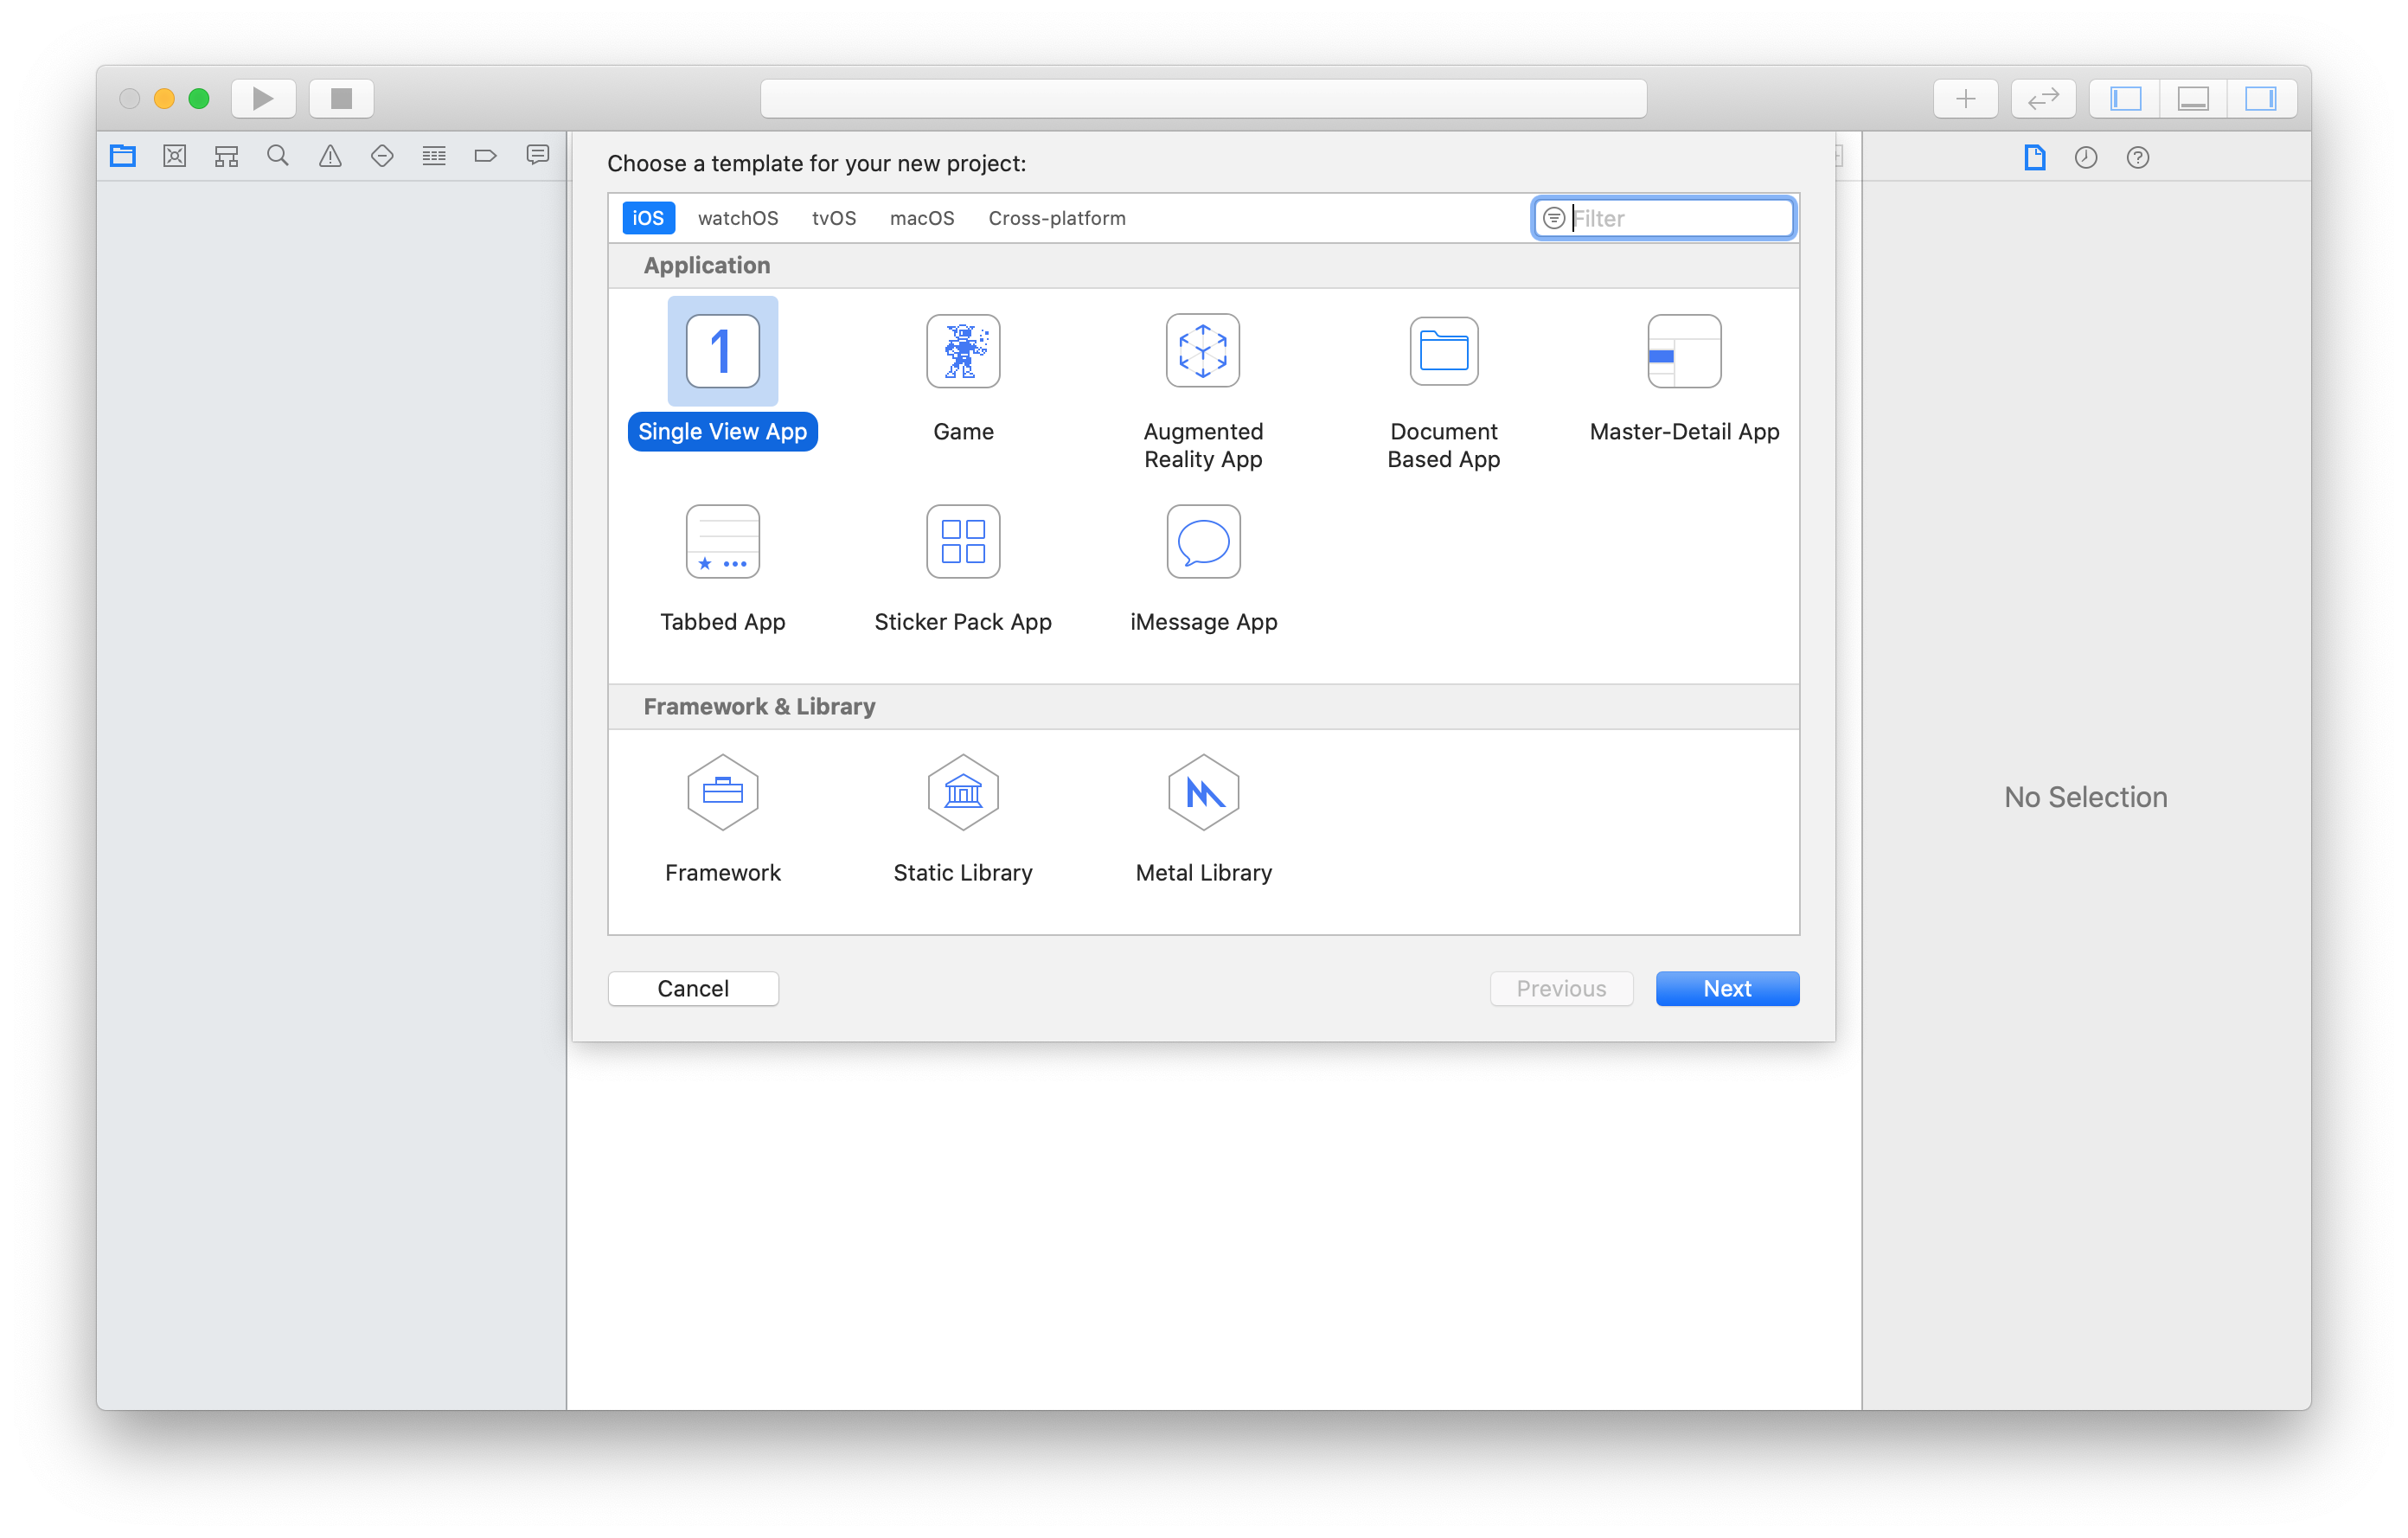 Choose a template for your new project:
iOS watchOS tvOS macOS Cross-platform Filter
Application
1
Single View App Game Augmented Reality App Document Based App Master-Detail App
Tabbed App Sticker Pack App iMessage App
Framework & Library
Framework Static Library Metal Library
No Selection
Cancel Previous Next